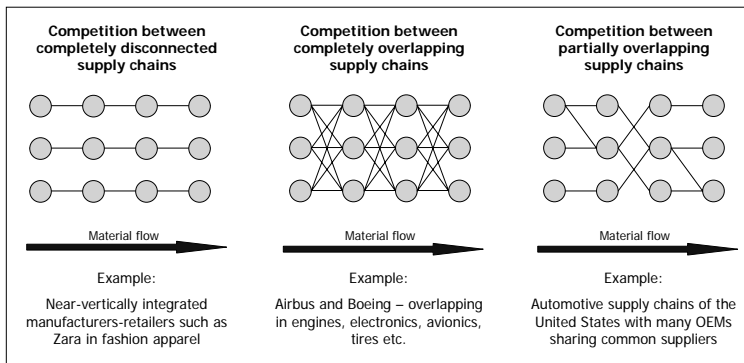 Competition between
completely disconnected
supply chains
Material flow
Example:
Near-vertically integrated
manufacturers-retailers such as
Zara in fashion apparel
Competition between
completely overlapping
supply chains
Material flow
Example:
Airbus and Boeing – overlapping
in engines, electronics, avionics,
tires etc.
Competition between
partially overlapping
supply chains
Material flow
Example:
Automotive supply chains of the
United States with many OEMs
sharing common suppliers